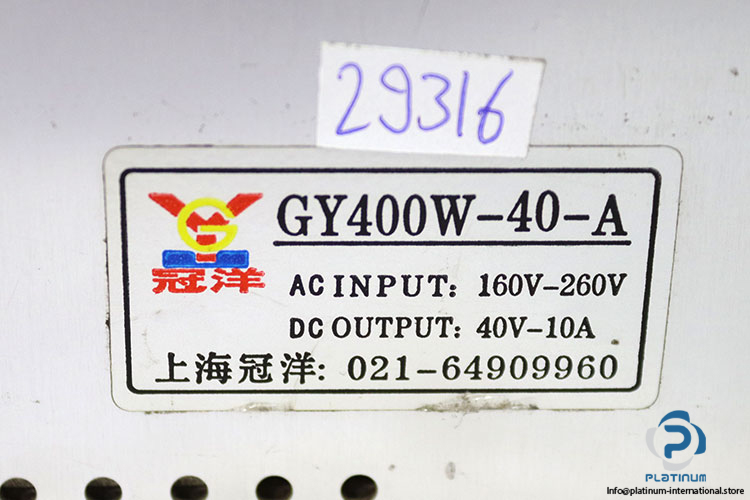 29316
GY400W-40-A
冠洋
AC INPUT: 160V-260V
DC OUTPUT: 40V-10A
上海冠洋: 021-64909960
PLATINUM
Info@platinum-international.store